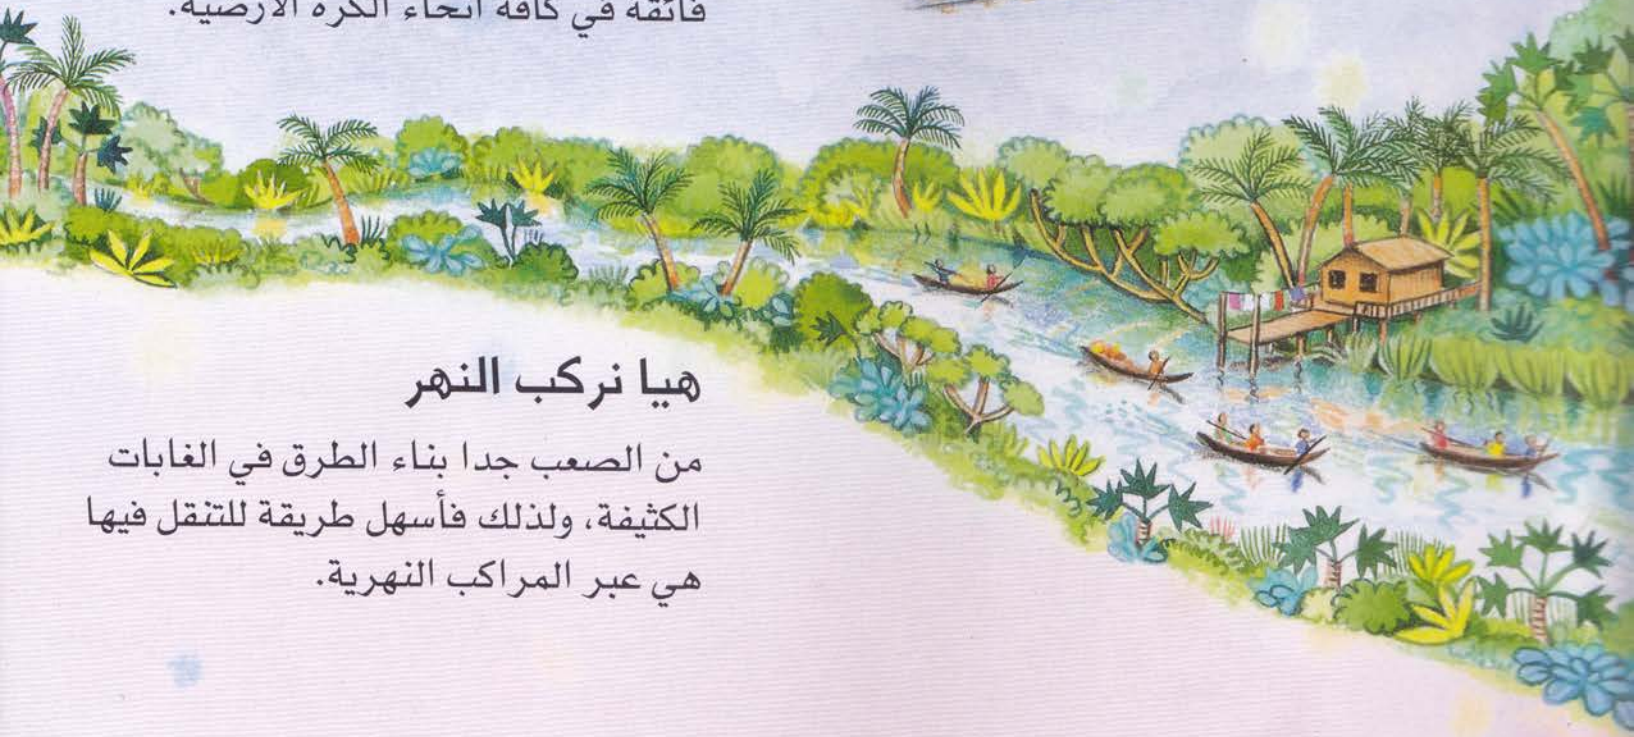 فائقة في كافة أنحاء الكرة الأرضية.
هيا نركب النهر
من الصعب جدا بناء الطرق في الغابات
الكثيفة، ولذلك فأسهل طريقة للتنقل فيها
هي عبر المراكب النهرية.